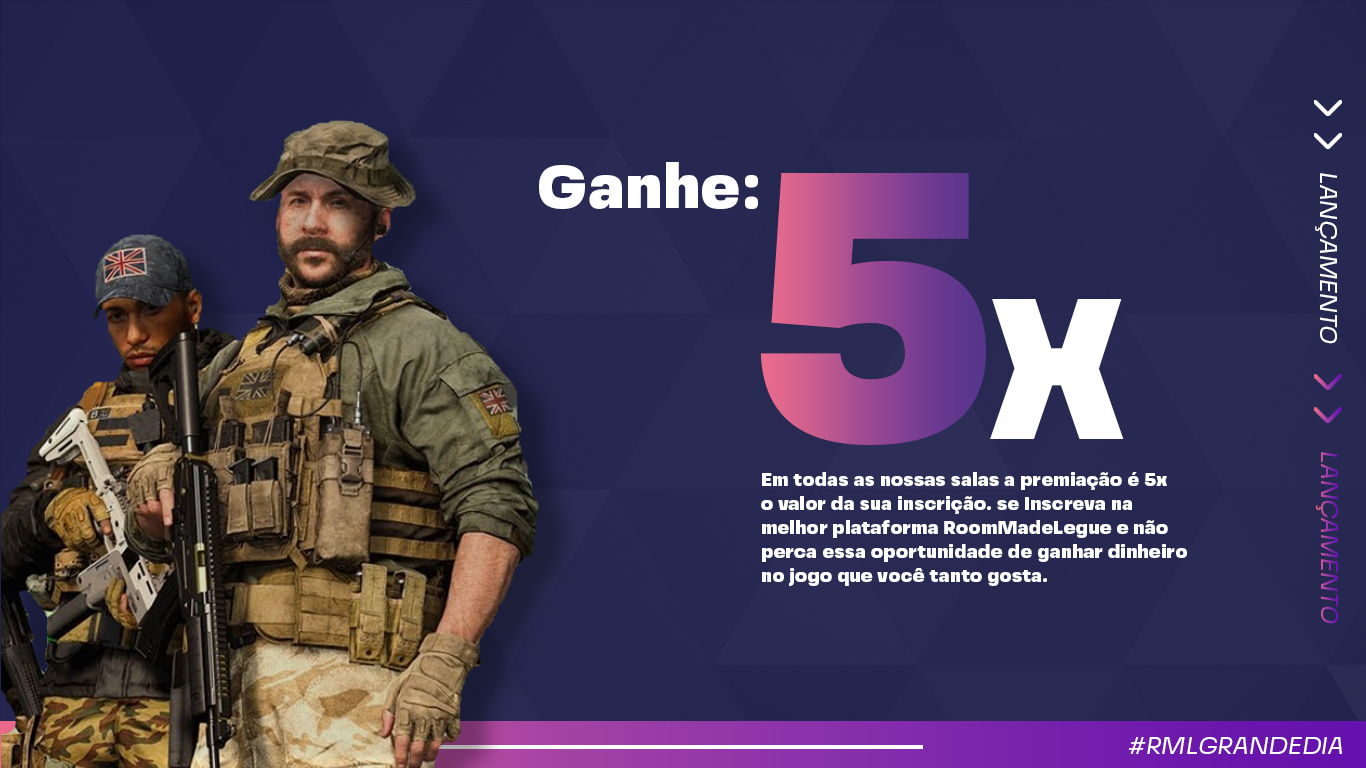 Ganhe:
5x
Em todas as nossas salas a premiação é 5x
o valor da sua inscrição. se Inscreva na
melhor plataforma RoomMadeLegue e não
perca essa oportunidade de ganhar dinheiro
no jogo que você tanto gosta.
LANÇAMENTO
LANÇAMENTO
#RMLGRANDEDIA